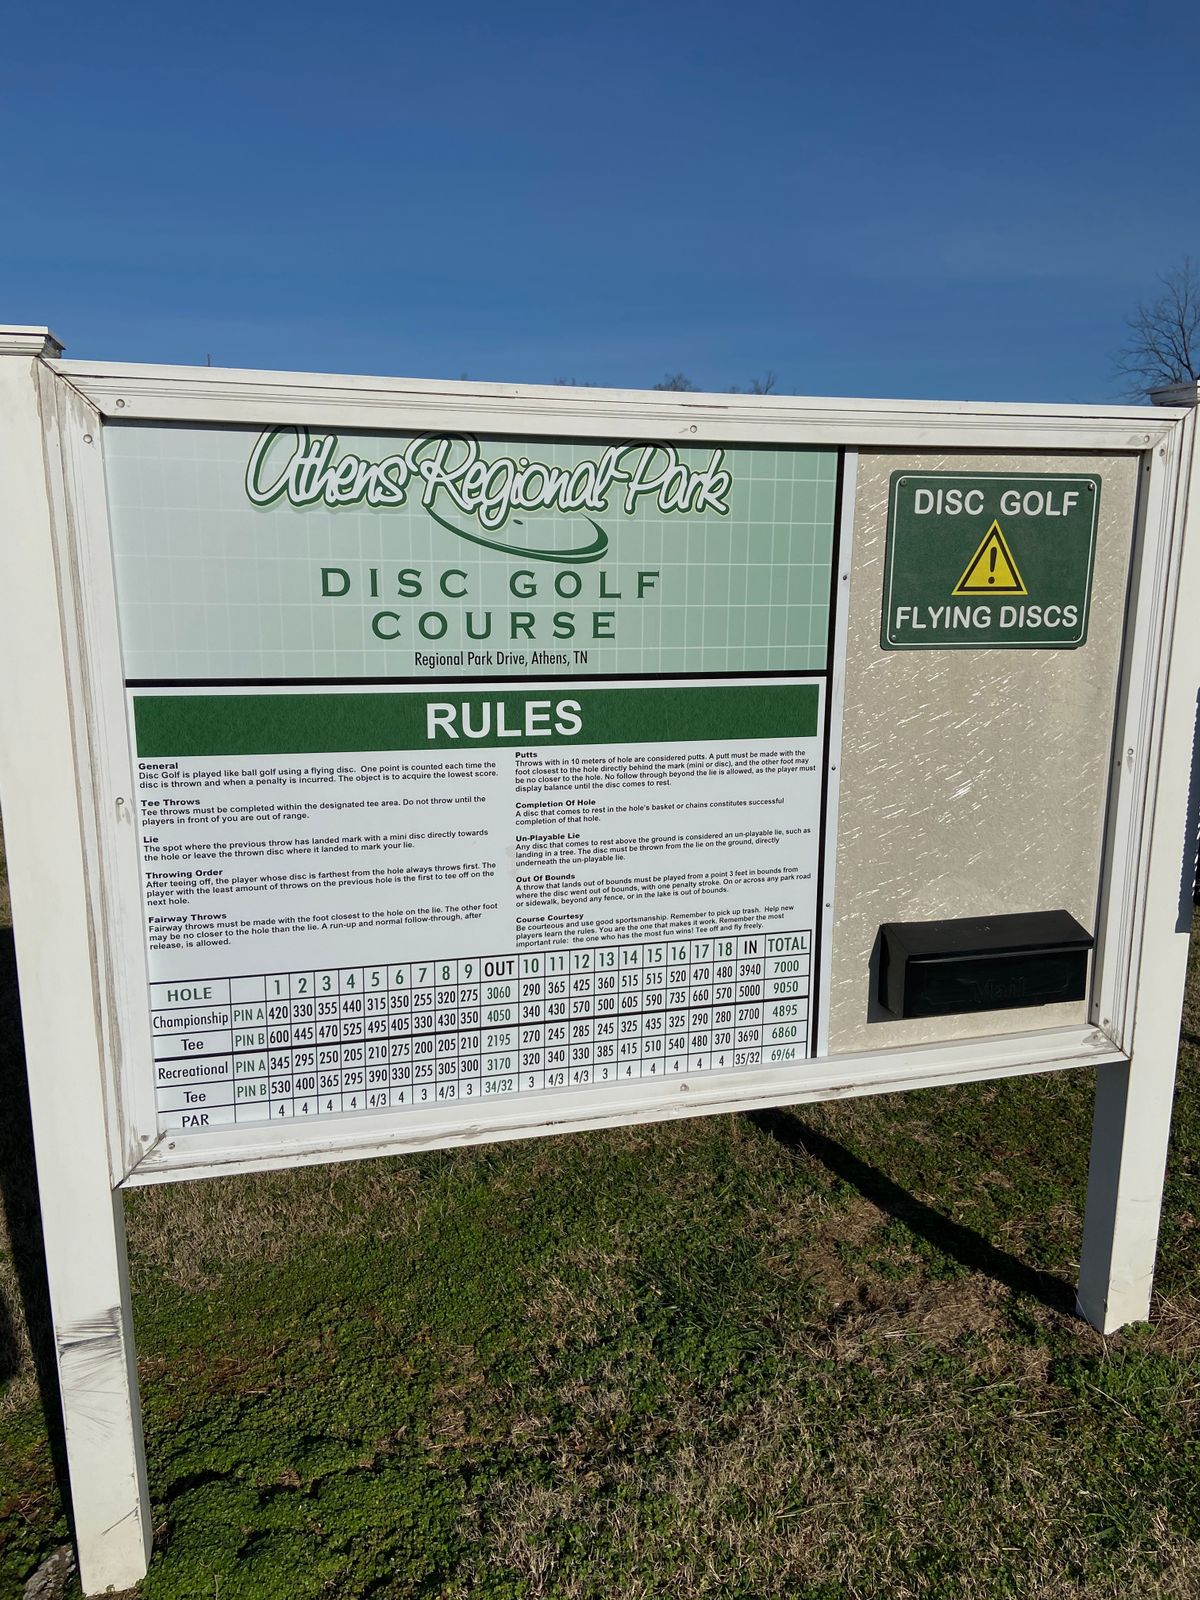 Athens Regional Park
DISC GOLF
COURSE
Regional Park Drive, Athens, TN
RULES
General
Disc Golf is played like ball golf using a flying disc. One point is counted each time the
disc is thrown and when a penalty is incurred. The object is to acquire the lowest score.
Tee Throws
Tee throws must be completed within the designated tee area. Do not throw until the
players in front of you are out of range.
Lie
The spot where the previous throw has landed mark with a mini disc directly towards
the hole or leave the thrown disc where it landed to mark your lie.
Throwing Order
After teeing off, the player whose disc is farthest from the hole always throws first. The
player with the least amount of throws on the previous hole is the first to tee off on the
next hole.
Fairway Throws
Fairway throws must be made with the foot closest to the hole on the lie. The other foot
may be no closer to the hole than the lie. A run-up and normal follow-through, after
release, is allowed.
Putts
Throws with in 10 meters of hole are considered putts. A putt must be made with the
foot closest to the hole directly behind the mark (mini or disc), and the other foot may
be no closer to the hole. No follow through beyond the lie is allowed, as the player must
display balance until the disc comes to rest.
Completion Of Hole
A disc that comes to rest in the hole's basket or chains constitutes successful
completion of that hole.
Un-Playable Lie
Any disc that comes to rest above the ground is considered an un-playable lie, such as
landing in a tree. The disc must be thrown from the lie on the ground, directly
underneath the un-playable lie.
Out Of Bounds
A throw that lands out of bounds must be played from a point 3 feet in bounds from
where the disc went out of bounds, with one penalty stroke. On or across any park road
or sidewalk, beyond any fence, or in the lake is out of bounds.
Course Courtesy
Be courteous and use good sportsmanship. Remember to pick up trash. Help new
players learn the rules. You are the one that makes it work. Remember the most
important rule: the one who has the most fun wins! Tee off and fly freely.
HOLE 1 2 3 4 5 6 7 8 9 OUT 10 11 12 13 14 15 16 17 18 IN TOTAL
Championship PIN A 420 330 355 440 315 350 255 320 275 3060 290 365 425 360 515 515 520 470 480 3940 7000
Tee PIN B 600 445 470 525 495 405 330 430 350 4050 340 430 570 500 605 590 735 660 570 5000 9050
Recreational PIN A 345 295 250 205 210 275 200 205 210 2195 270 245 285 245 325 435 325 290 280 2700 4895
Tee PIN B 530 400 365 295 390 330 255 305 300 3170 320 340 330 385 415 510 540 480 370 3690 6860
PAR 4 4 4 4 4/3 4 3 4/3 3 34/32 3 4/3 4/3 3 4 4 4 4 4 35/32 69/64
DISC GOLF
!
FLYING DISCS
Mail